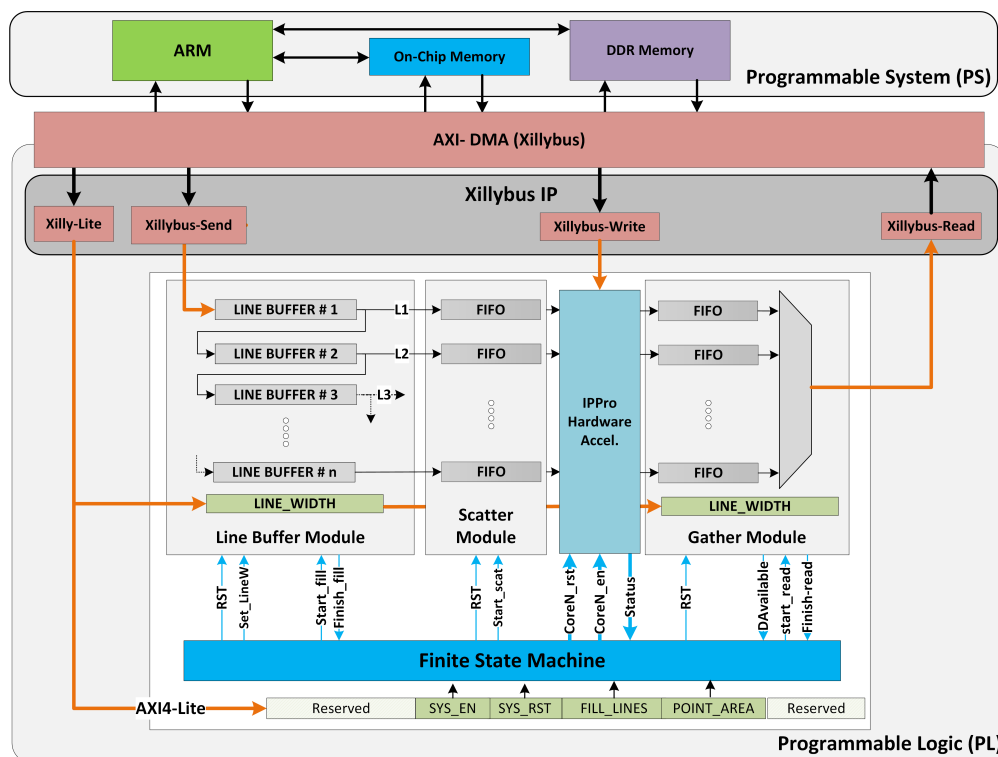 ARM
On-Chip Memory
DDR Memory
Programmable System (PS)
AXI- DMA (Xillybus)
Xillybus IP
Xilly-Lite
Xillybus-Send
Xillybus-Write
Xillybus-Read
LINE BUFFER # 1
L1
FIFO
FIFO
LINE BUFFER # 2
L2
FIFO
FIFO
LINE BUFFER # 3
L3
IPPro
Hardware
Accel.
LINE BUFFER # n
FIFO
FIFO
LINE_WIDTH
LINE_WIDTH
Line Buffer Module
Scatter
Module
Gather Module
RST
Set_LineW
Start_fill
Finish_fill
RST
Start_scat
CoreN_rst
CoreN_en
Status
RST
DAvailable
start_read
Finish-read
Finite State Machine
AXI4-Lite
Reserved
SYS_EN
SYS_RST
FILL_LINES
POINT_AREA
Reserved
Programmable Logic (PL)